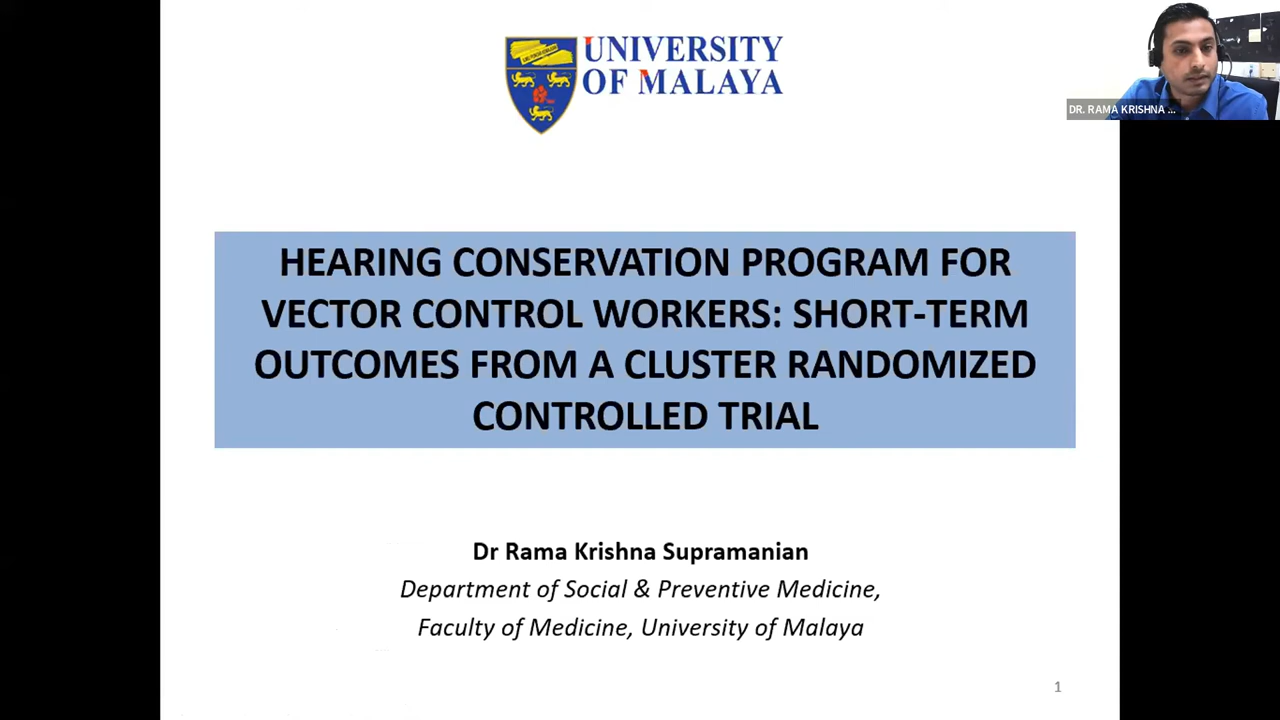 UNIVERSITY
OF MALAYA
DR. RAMA KRISHNA ...
HEARING CONSERVATION PROGRAM FOR
VECTOR CONTROL WORKERS: SHORT-TERM
OUTCOMES FROM A CLUSTER RANDOMIZED
CONTROLLED TRIAL
Dr Rama Krishna Supramanian
Department of Social & Preventive Medicine,
Faculty of Medicine, University of Malaya
1